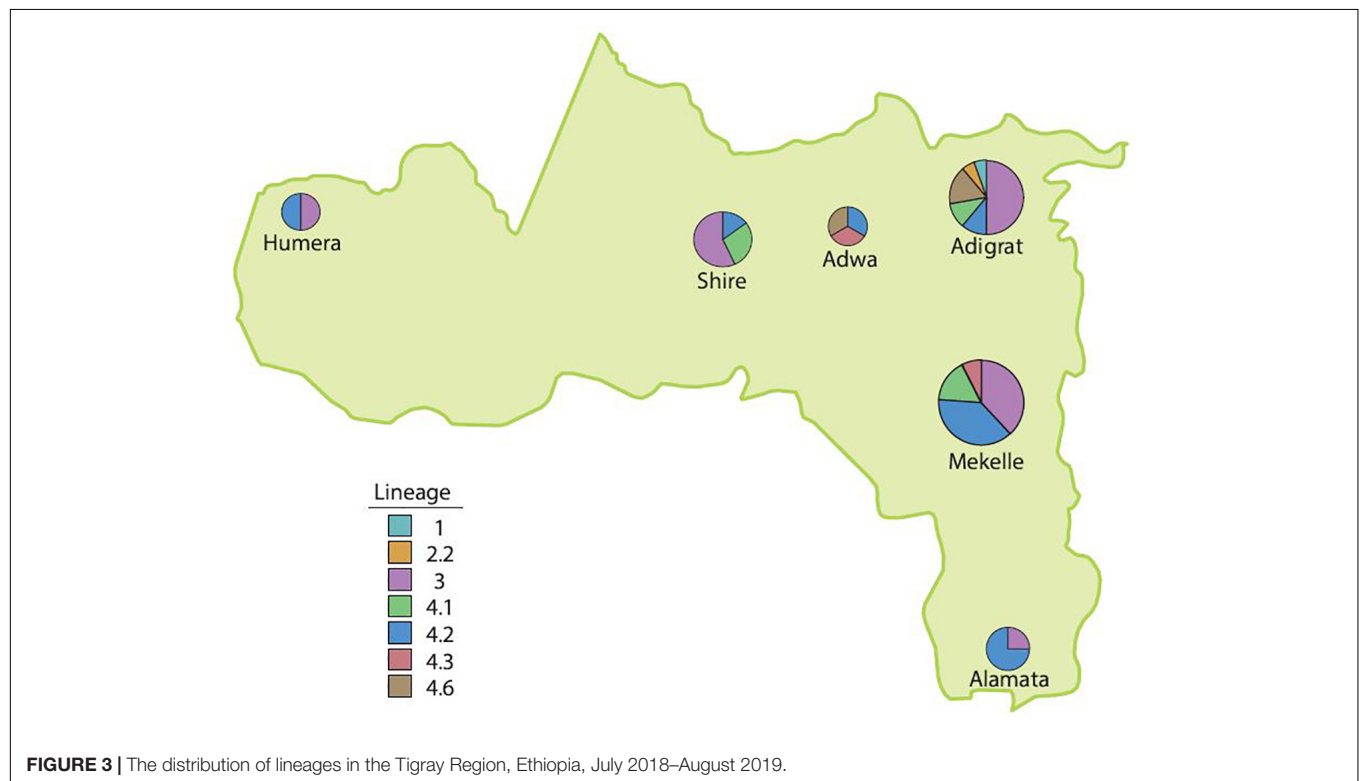 Humera
Shire
Adwa
Adigrat
Mekelle
Alamata
Lineage
1
2.2
3
4.1
4.2
4.3
4.6
FIGURE 3 | The distribution of lineages in the Tigray Region, Ethiopia, July 2018–August 2019.